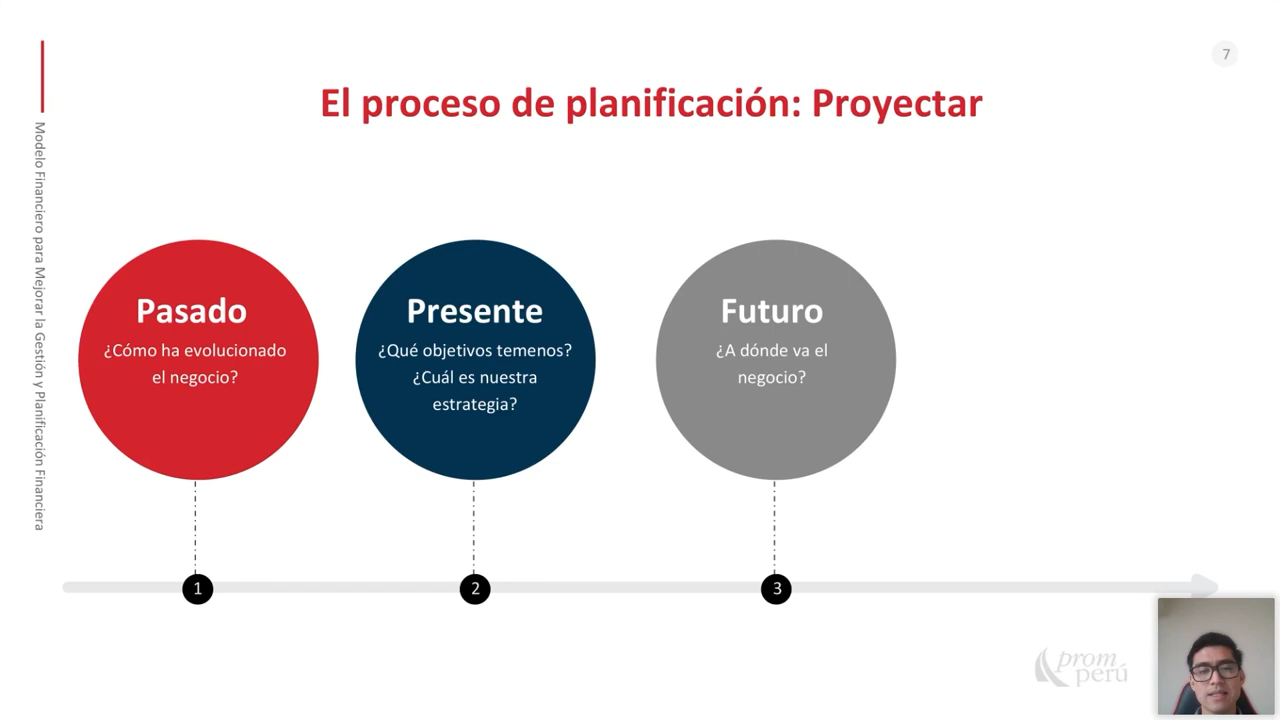 7
El proceso de planificación: Proyectar
Modelo Financiero para Mejorar la Gestión y Planificación Financiera
Pasado
¿Cómo ha evolucionado
el negocio?
Presente
¿Qué objetivos temenos?
¿Cuál es nuestra
estrategia?
Futuro
¿A dónde va el
negocio?
1
2
3
prom
perú